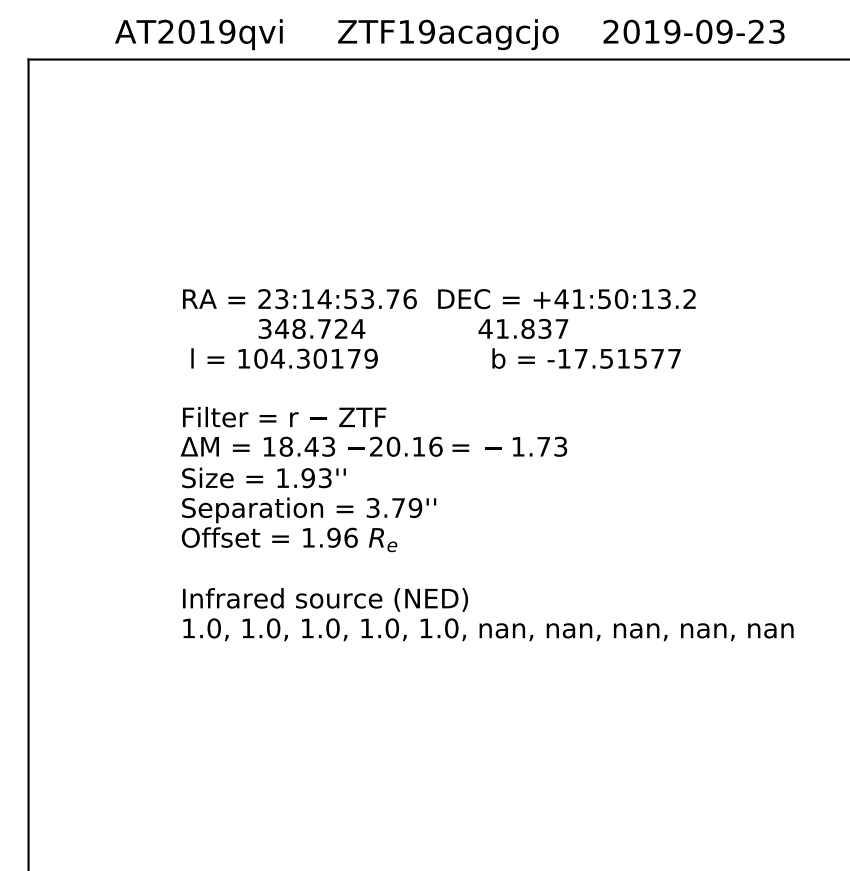 AT2019qvi ZTF19acagcjo 2019-09-23
RA = 23:14:53.76 DEC = +41:50:13.2
348.724 41.837
l = 104.30179 b = -17.51577
Filter = r − ZTF
ΔM = 18.43 −20.16 = − 1.73
Size = 1.93''
Separation = 3.79''
Offset = 1.96 Re
Infrared source (NED)
1.0, 1.0, 1.0, 1.0, 1.0, nan, nan, nan, nan, nan